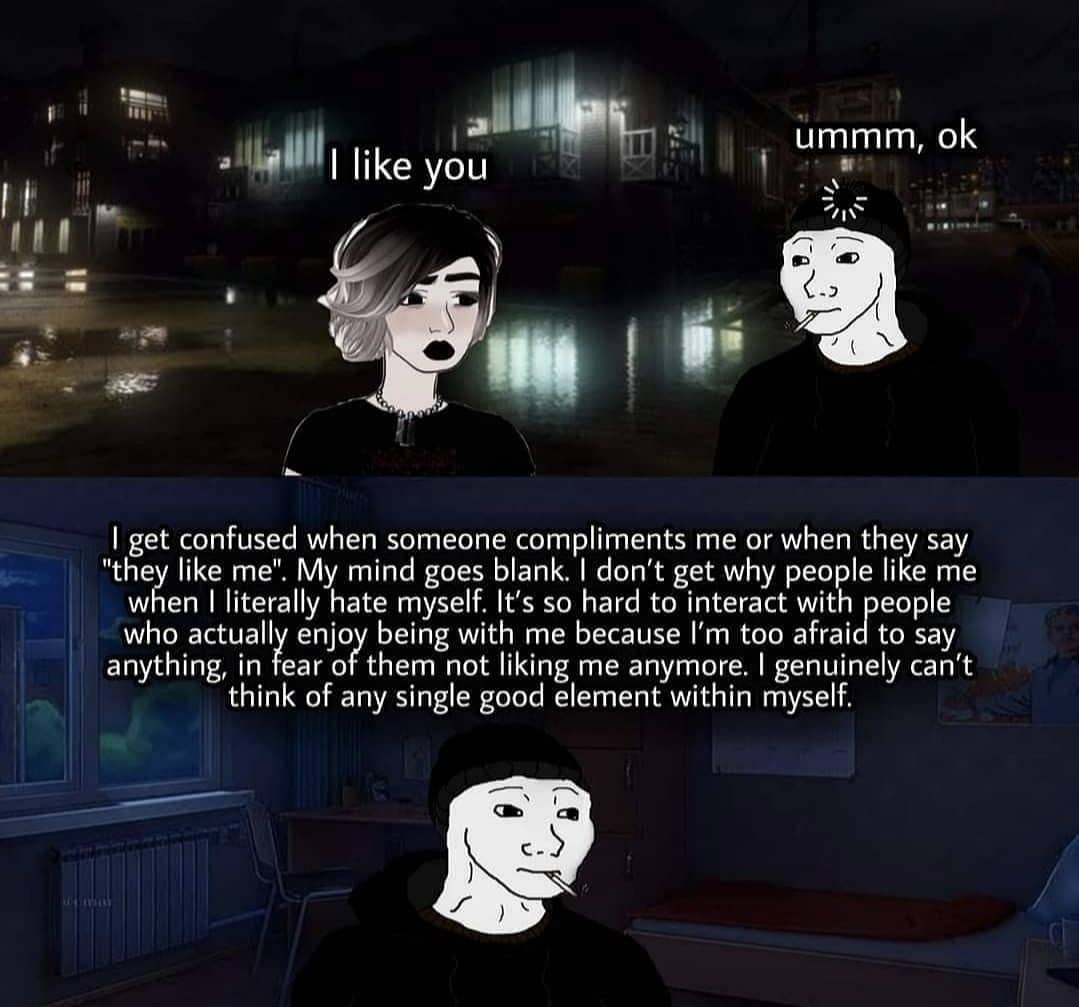 I like you
ummm, ok
I get confused when someone compliments me or when they say
"they like me". My mind goes blank. I don't get why people like me
when I literally hate myself. It's so hard to interact with people
who actually enjoy being with me because I'm too afraid to say
anything, in fear of them not liking me anymore. I genuinely can't
think of any single good element within myself.